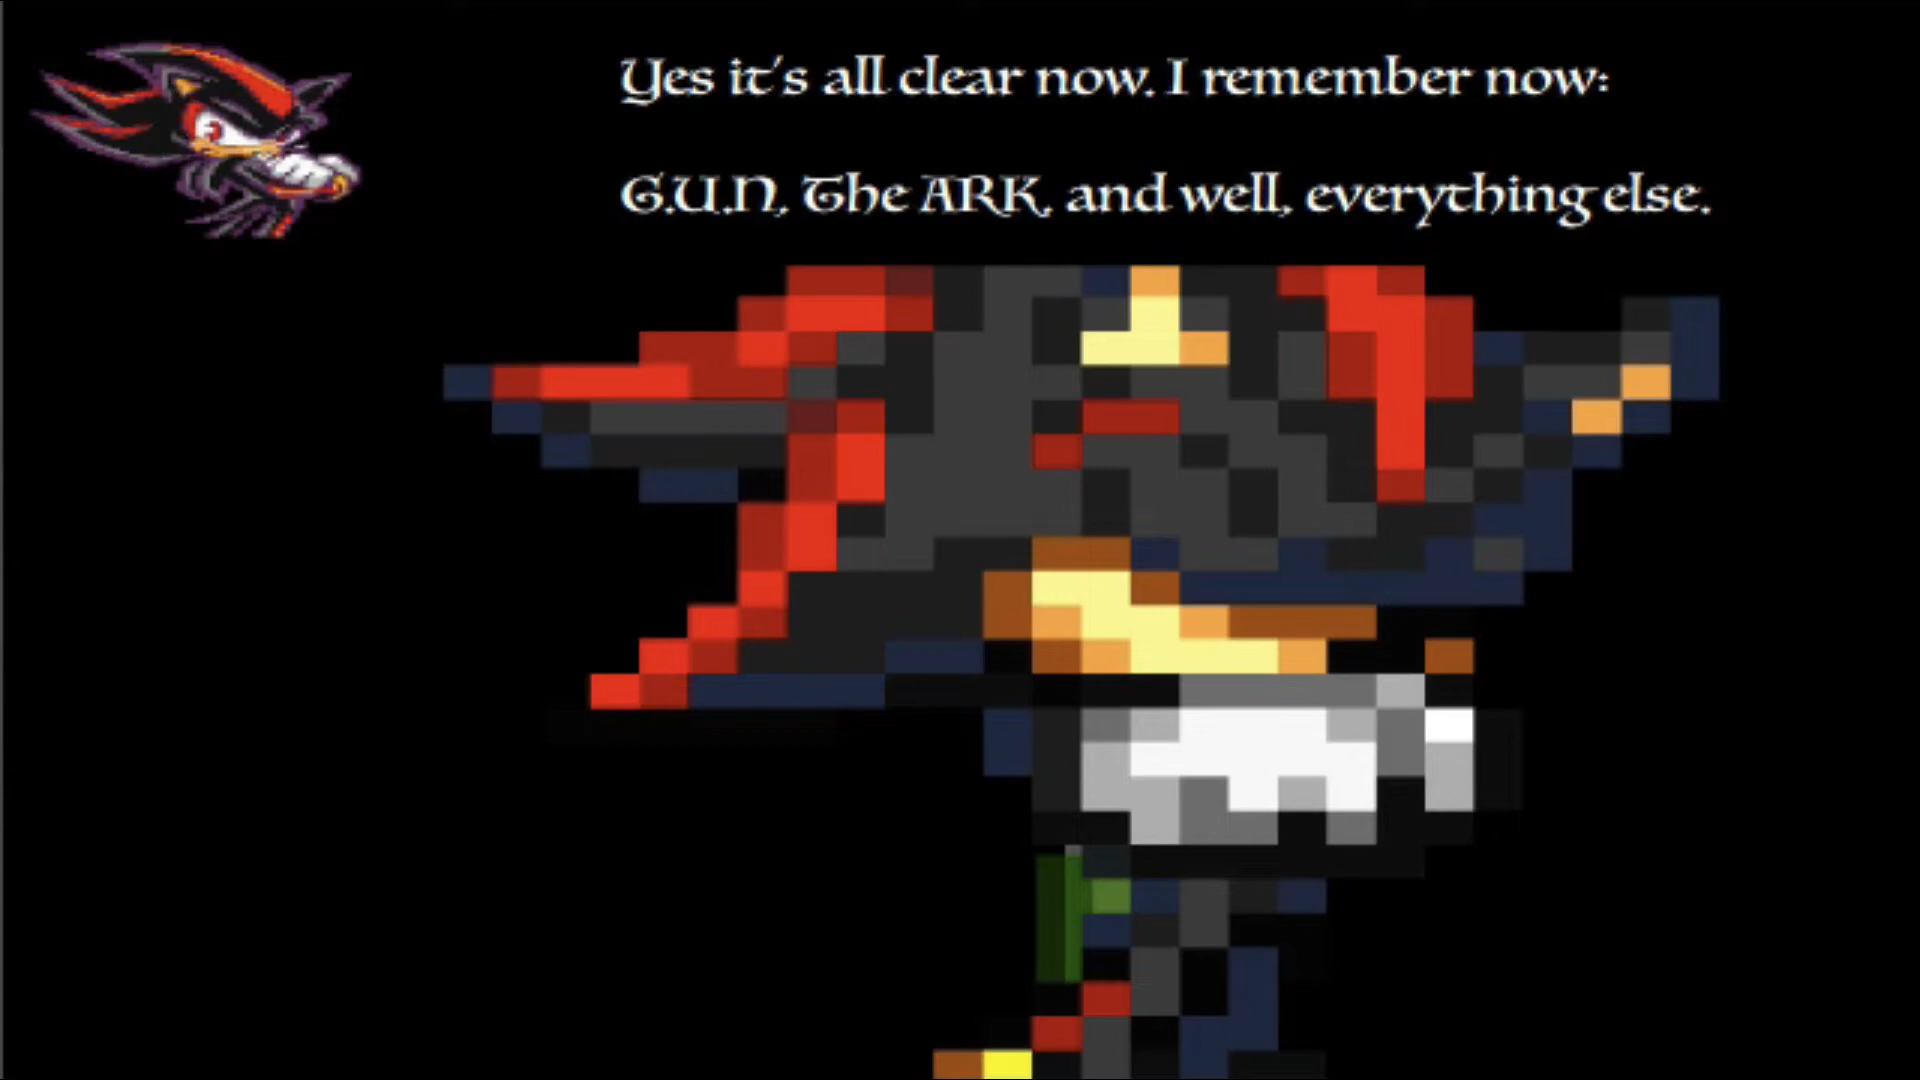 Yes it's all clear now. I remember now:
G.U.N, The ARK, and well, everything else.